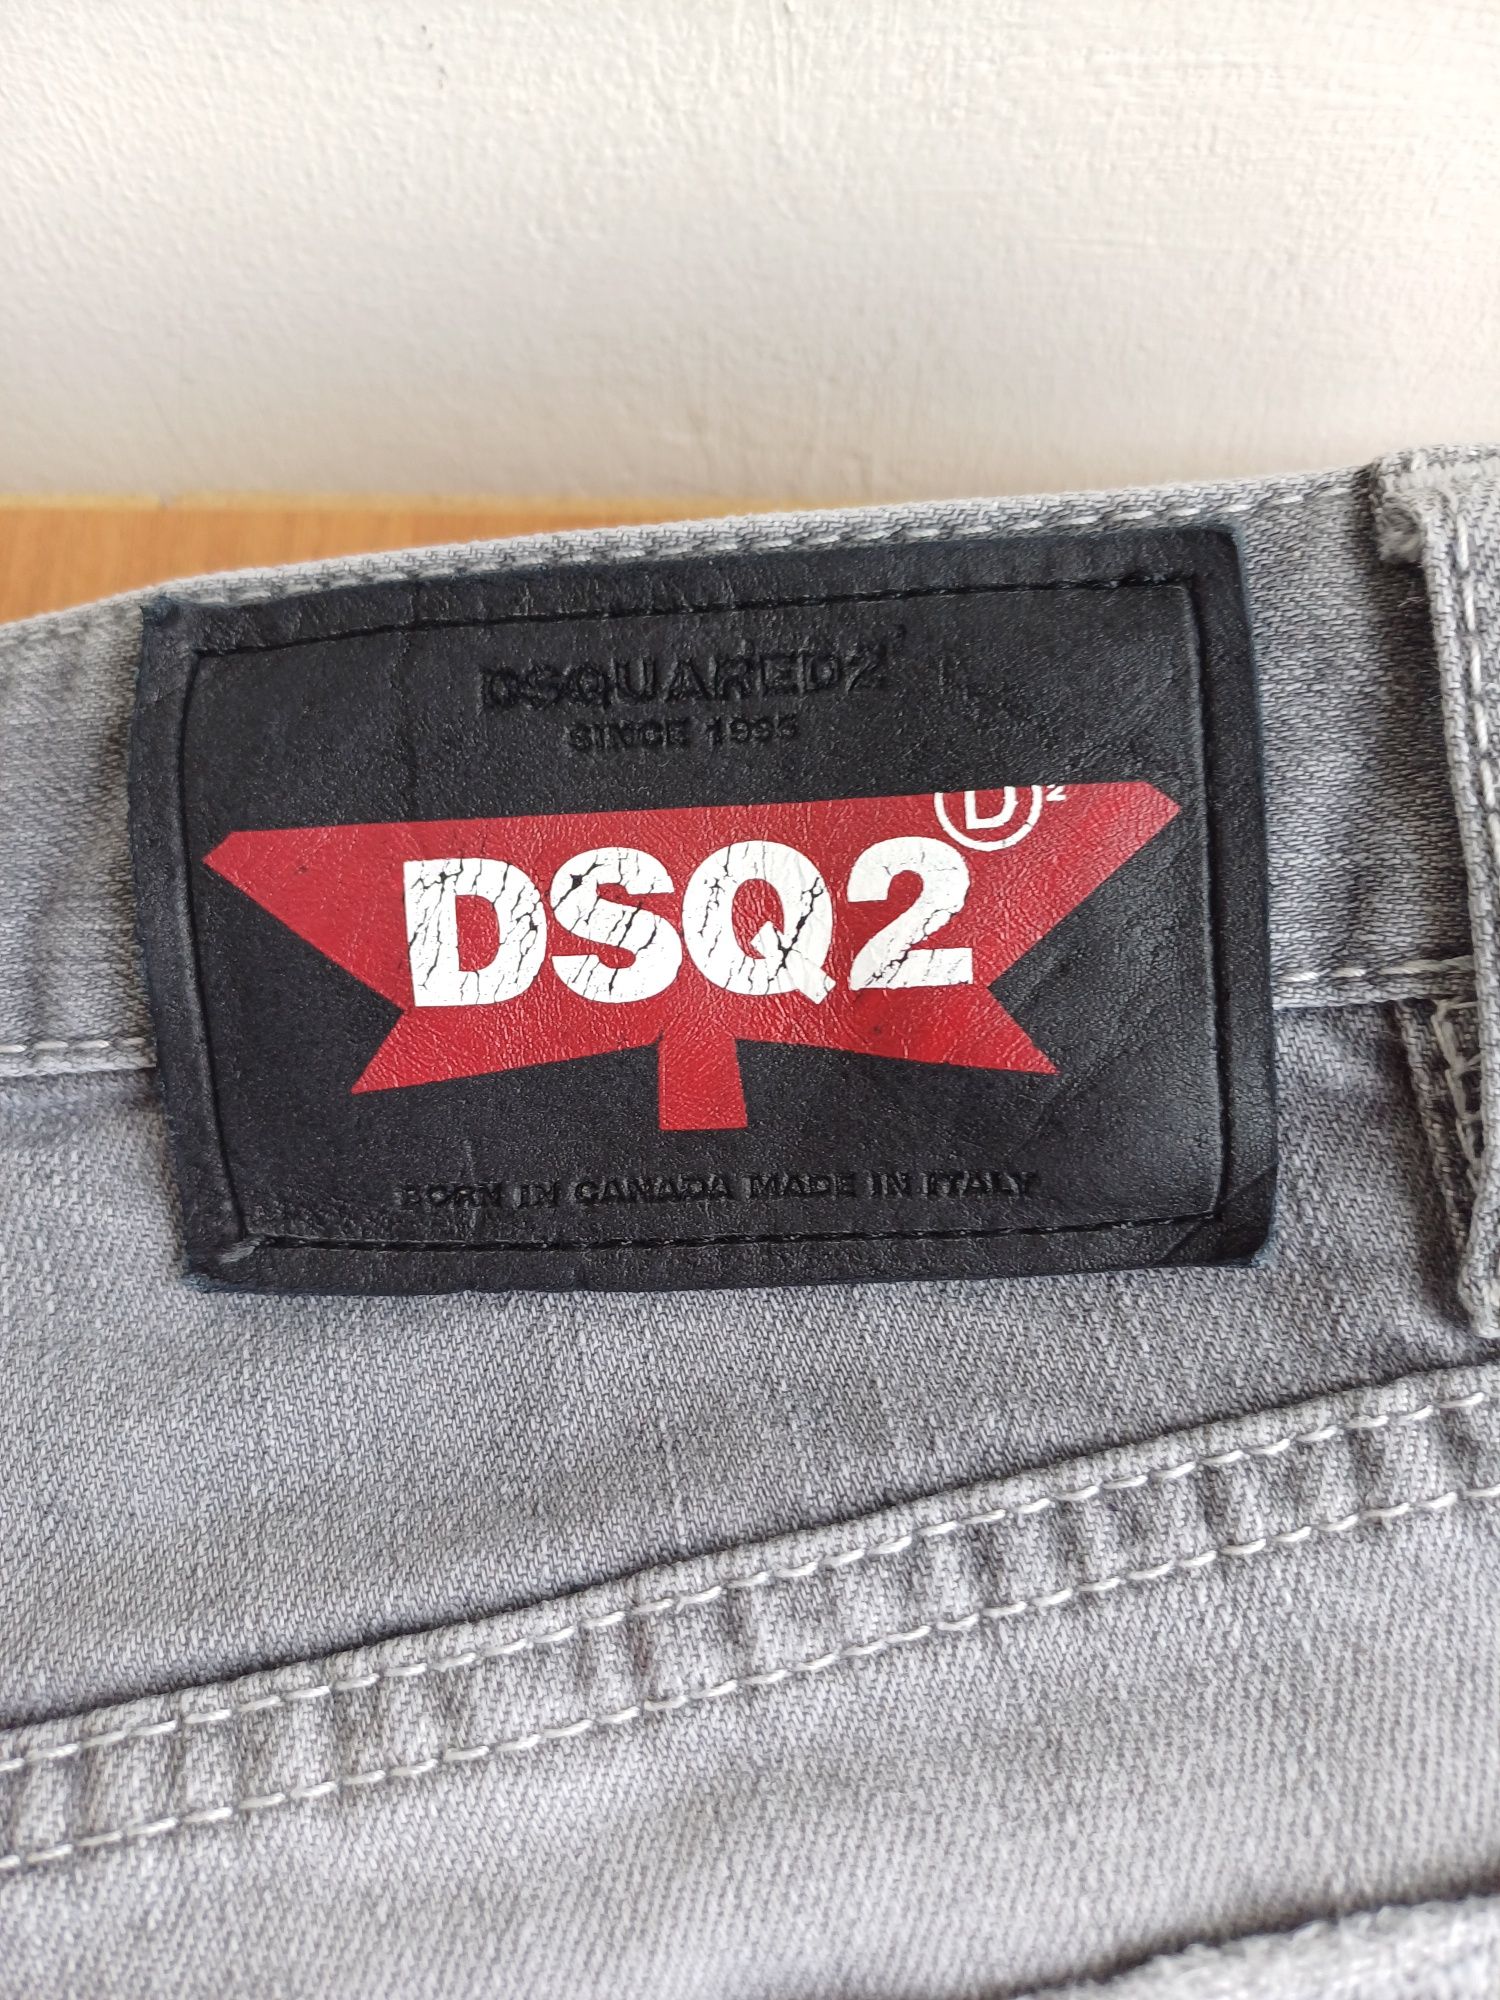 DSQUARED2
SINCE 1995
D2
DSQ2
BORN IN CANADA MADE IN ITALY